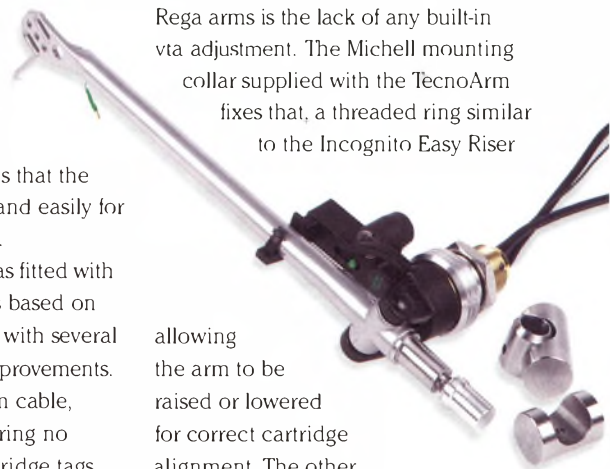 s that the
and easily for
as fitted with
s based on
with several
provements.
n cable,
ring no
ridge tags
Rega arms is the lack of any built-in
vta adjustment. The Michell mounting
collar supplied with the TecnoArm
fixes that, a threaded ring similar
to the Incognito Easy Riser
allowing
the arm to be
raised or lowered
for correct cartridge
alignment. The other